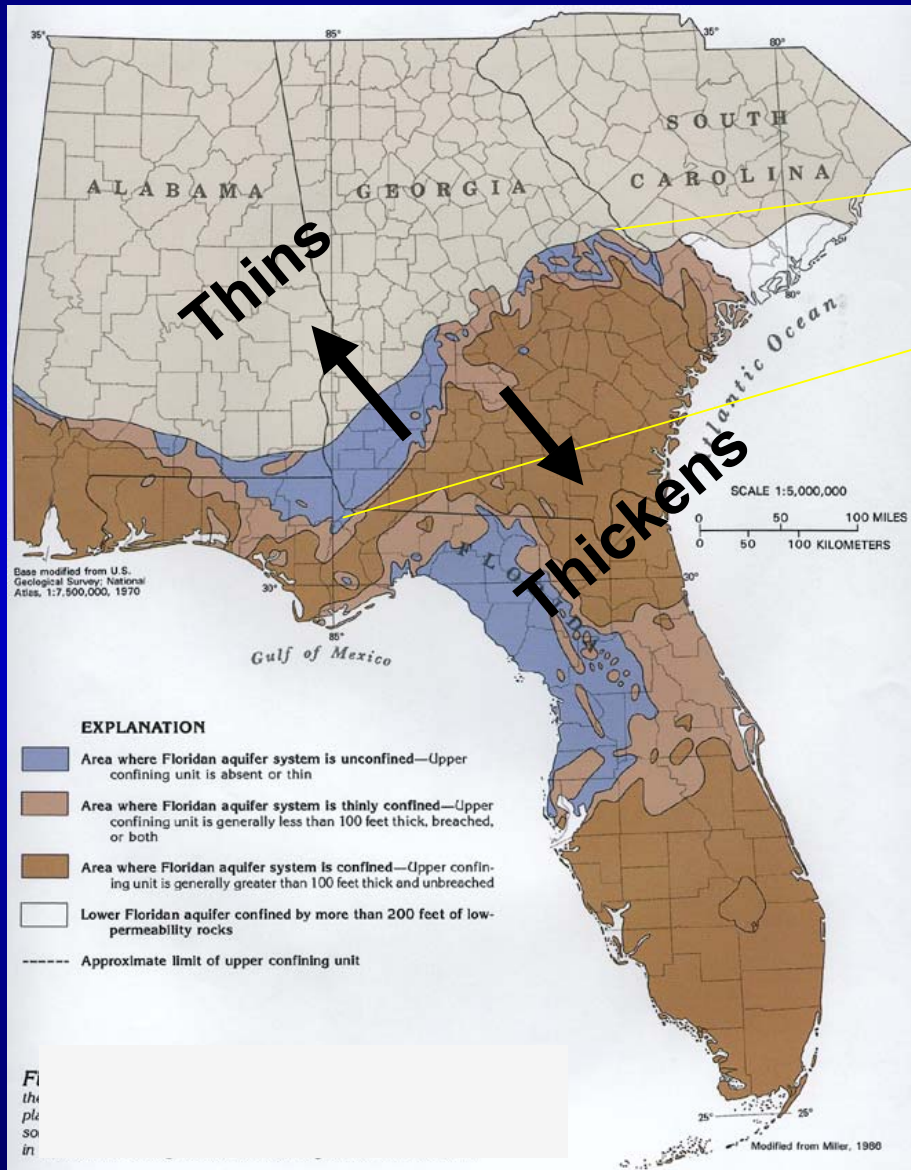 35°
85°
35°
80°
SOUTH
CAROLINA
ALABAMA
GEORGIA
Thins
80°
Atlantic Ocean
Thickens
SCALE 1:5,000,000
0 50 100 MILES
0 50 100 KILOMETERS
FLORIDA
Base modified from U.S.
Geological Survey; National
Atlas, 1:7,500,000, 1970
30°
30°
85°
Gulf of Mexico
EXPLANATION
Area where Floridan aquifer system is unconfined—Upper
confining unit is absent or thin
Area where Floridan aquifer system is thinly confined—Upper
confining unit is generally less than 100 feet thick, breached,
or both
Area where Floridan aquifer system is confined—Upper confin-
ing unit is generally greater than 100 feet thick and unbreached
Lower Floridan aquifer confined by more than 200 feet of low-
permeability rocks
Approximate limit of upper confining unit
25°
25°
in
Modified from Miller, 1986